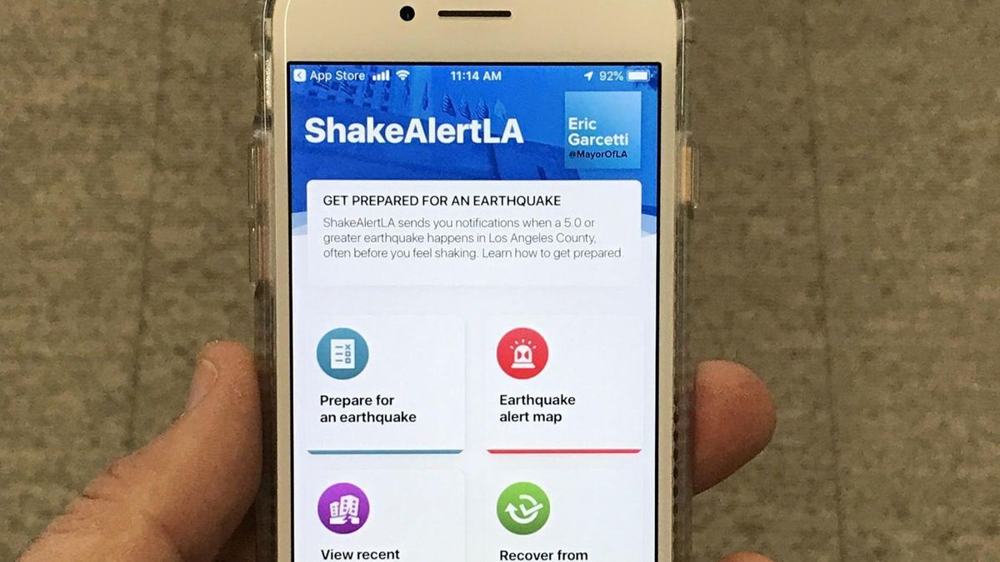 App Store
11:14 AM
92%
ShakeAlertLA
Eric
Garcetti
@MayorOfLA
GET PREPARED FOR AN EARTHQUAKE
ShakeAlertLA sends you notifications when a 5.0 or
greater earthquake happens in Los Angeles County,
often before you feel shaking. Learn how to get prepared.
Prepare for
an earthquake
Earthquake
alert map
View recent
Recover from